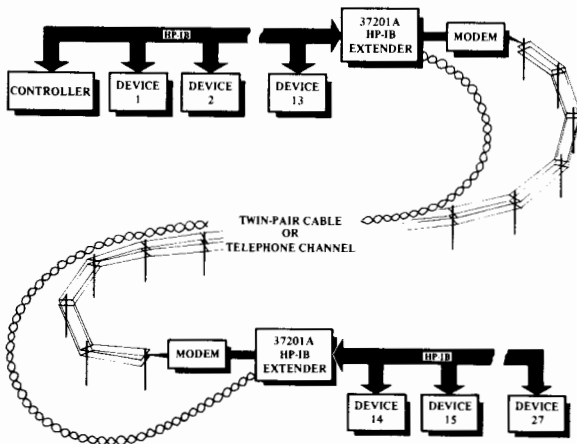 HP-IB
37201A
HP-IB
EXTENDER
MODEM
CONTROLLER
DEVICE
1
DEVICE
2
DEVICE
13
TWIN-PAIR CABLE
OR
TELEPHONE CHANNEL
MODEM
37201A
HP-IB
EXTENDER
HP-IB
DEVICE
14
DEVICE
15
DEVICE
27